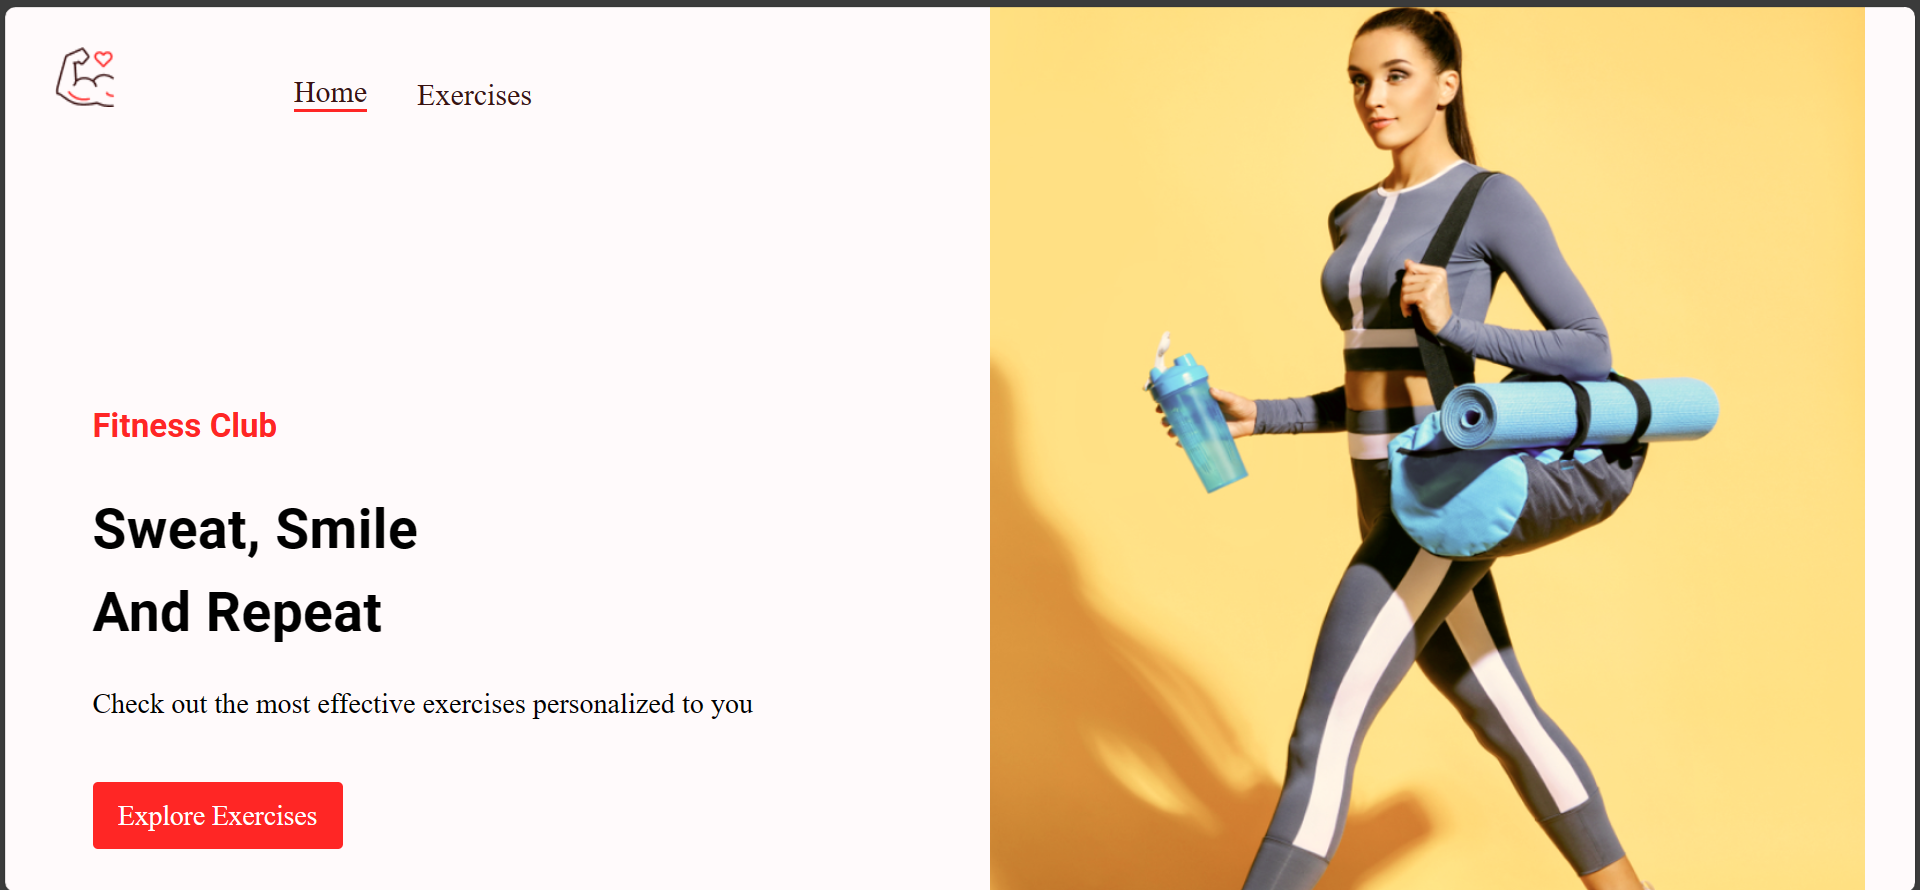 Home
Exercises
Fitness Club
Sweat, Smile
And Repeat
Check out the most effective exercises personalized to you
Explore Exercises